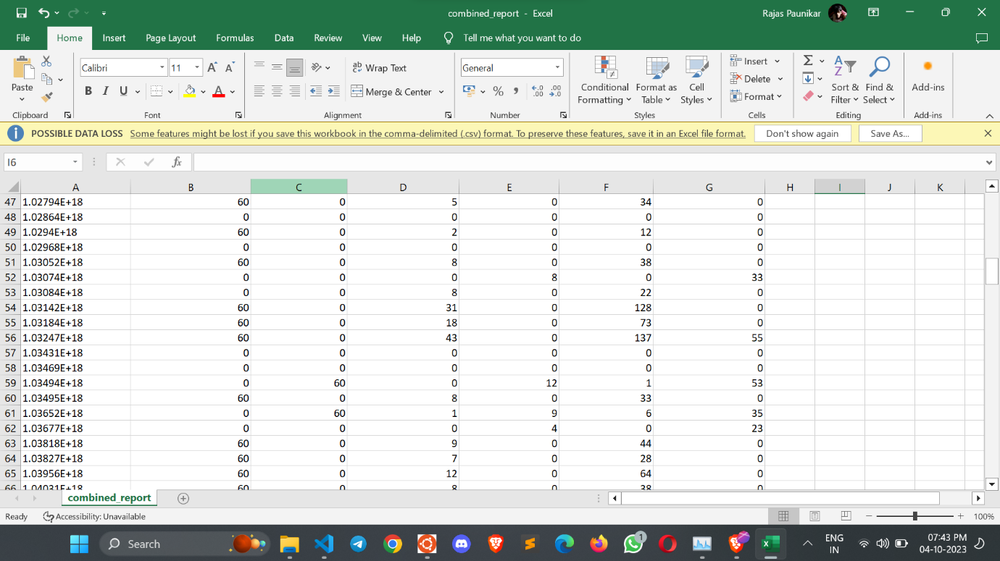 combined_report - Excel
Rajas Paunikar
File Home Insert Page Layout Formulas Data Review View Help Tell me what you want to do
Paste
Clipboard
Calibri 11
B I U
Font
Wrap Text
Merge & Center
Alignment
General
Number
Conditional Formatting
Format as Table
Cell Styles
Styles
Insert
Delete
Format
Cells
Sort & Filter
Find & Select
Editing
Add-ins
Add-ins
POSSIBLE DATA LOSS Some features might be lost if you save this workbook in the comma-delimited (.csv) format. To preserve these features, save it in an Excel file format. Don't show again Save As...
I6 fx
A B C D E F G H I J K
47 1.02794E+18 60 0 5 0 34 0
48 1.02864E+18 0 0 0 0 0 0
49 1.0294E+18 60 0 2 0 12 0
50 1.02968E+18 0 0 0 0 0 0
51 1.03052E+18 60 0 8 0 38 0
52 1.03074E+18 0 0 0 8 0 33
53 1.03084E+18 0 0 8 0 22 0
54 1.03142E+18 60 0 31 0 128 0
55 1.03184E+18 60 0 18 0 73 0
56 1.03247E+18 60 0 43 0 137 55
57 1.03431E+18 0 0 0 0 0 0
58 1.03469E+18 0 0 0 0 0 0
59 1.03494E+18 0 60 0 12 1 53
60 1.03495E+18 60 0 8 0 33 0
61 1.03652E+18 0 60 1 9 6 35
62 1.03677E+18 0 0 0 4 0 23
63 1.03818E+18 60 0 9 0 44 0
64 1.03827E+18 60 0 7 0 28 0
65 1.03956E+18 60 0 12 0 64 0
66 1.04031E+18 60 0 8 0 38 0
combined_report
Ready Accessibility: Unavailable 100%
Search
1
ENG
IN
07:43 PM
04-10-2023